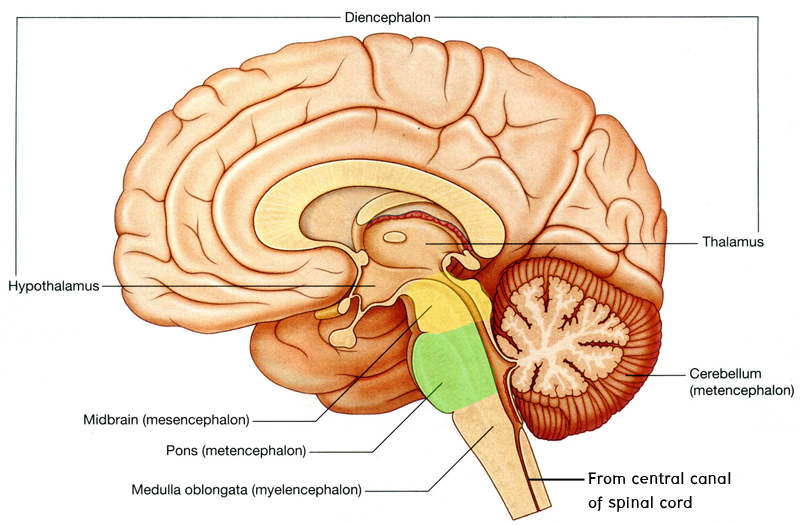 Diencephalon
Thalamus
Hypothalamus
Cerebellum
(metencephalon)
Midbrain (mesencephalon)
Pons (metencephalon)
Medulla oblongata (myelencephalon)
From central canal
of spinal cord